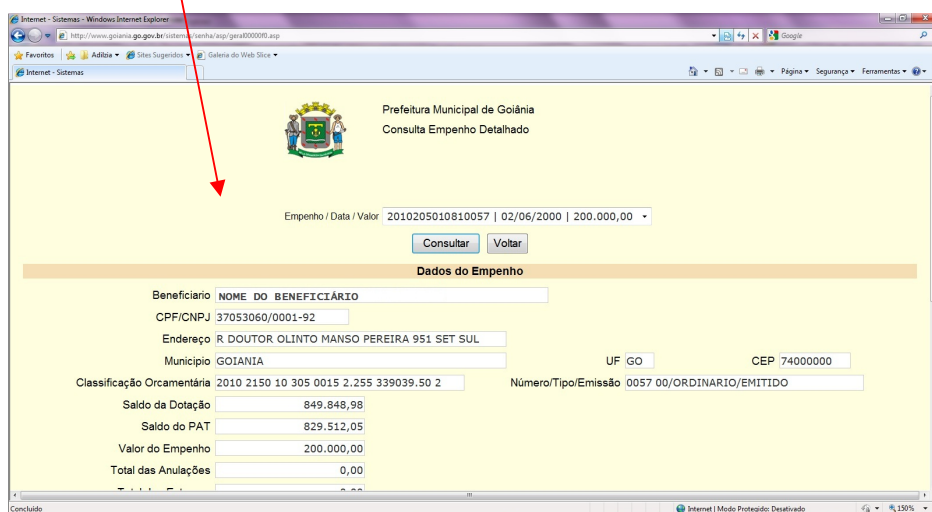 Internet - Sistemas - Windows Internet Explorer
http://www.goiania.go.gov.br/sistemas/senha/asp/geral00000f0.asp
Google
Favoritos Adilzia Sites Sugeridos Galeria do Web Slice
Internet - Sistemas
Página Segurança Ferramentas
Prefeitura Municipal de Goiânia
Consulta Empenho Detalhado
Empenho / Data / Valor 2010205010810057 | 02/06/2000 | 200.000,00
Consultar Voltar
Dados do Empenho
Beneficiario NOME DO BENEFICIÁRIO
CPF/CNPJ 37053060/0001-92
Endereço R DOUTOR OLINTO MANSO PEREIRA 951 SET SUL
Municipio GOIANIA UF GO CEP 74000000
Classificação Orcamentária 2010 2150 10 305 0015 2.255 339039.50 2 Número/Tipo/Emissão 0057 00/ORDINARIO/EMITIDO
Saldo da Dotação 849.848,98
Saldo do PAT 829.512,05
Valor do Empenho 200.000,00
Total das Anulações 0,00
Concluído Internet | Modo Protegido: Desativado 150%